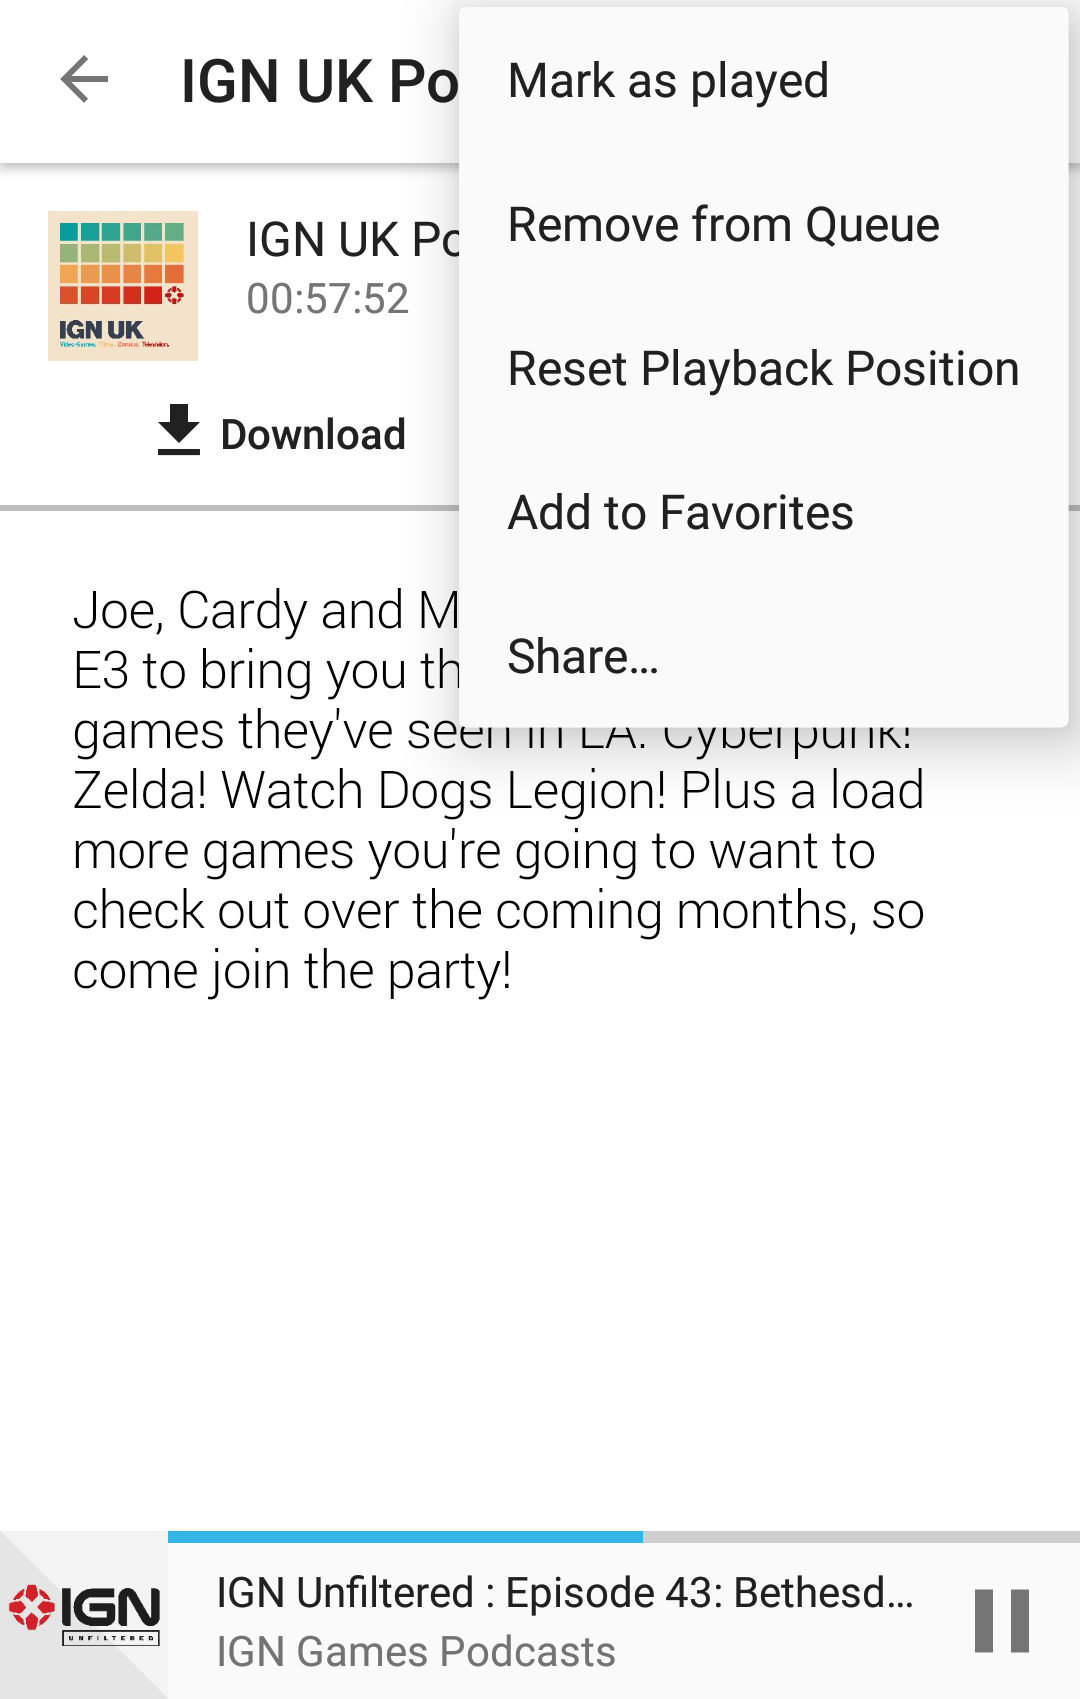 IGN UK Po
Mark as played
Remove from Queue
Reset Playback Position
Add to Favorites
Share...
IGN UK Po
00:57:52
IGN UK
Video Games. Films. Comics. Television.
Download
Joe, Cardy and M
E3 to bring you th
games they've seen in LA. Cyberpunk!
Zelda! Watch Dogs Legion! Plus a load
more games you're going to want to
check out over the coming months, so
come join the party!
IGN
UNFILTERED
IGN Unfiltered : Episode 43: Bethesd...
IGN Games Podcasts